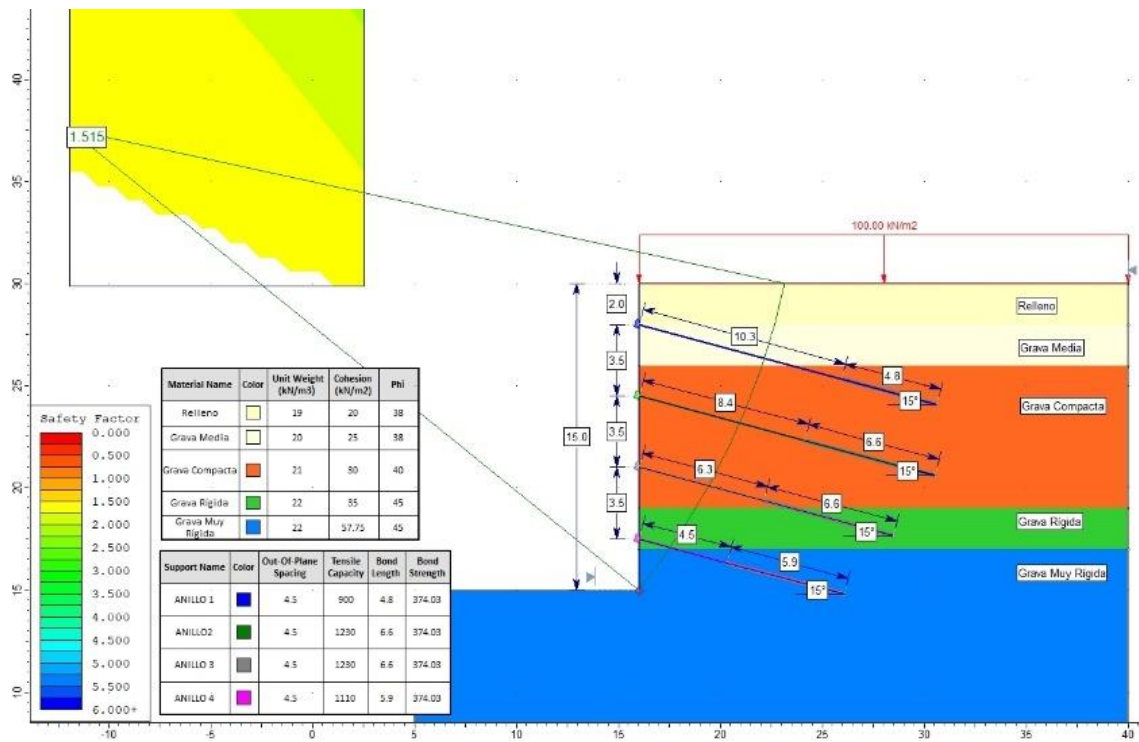 40
35
30
25
20
15
10
1.515
100.00 kN/m2
2.0
3.5
3.5
3.5
15.0
10.3
4.8
15°
8.4
6.6
15°
6.3
6.6
15°
4.5
5.9
15°
Relleno
Grava Media
Grava Compacta
Grava Rígida
Grava Muy Rígida
Material Name Color Unit Weight (kN/m3) Cohesion (kN/m2) Phi
Relleno 19 20 38
Grava Media 20 25 38
Grava Compacta 21 30 40
Grava Rígida 22 35 45
Grava Muy Rígida 22 57.75 45
Support Name Color Out-Of-Plane Spacing Tensile Capacity Bond Length Bond Strength
ANILLO 1 4.5 900 4.8 374.03
ANILLO2 4.5 1230 6.6 374.03
ANILLO 3 4.5 1230 6.6 374.03
ANILLO 4 4.5 1110 5.9 374.03
Safety Factor
0.000
0.500
1.000
1.500
2.000
2.500
3.000
3.500
4.000
4.500
5.000
5.500
6.000+
-10 -5 0 5 10 15 20 25 30 35 40